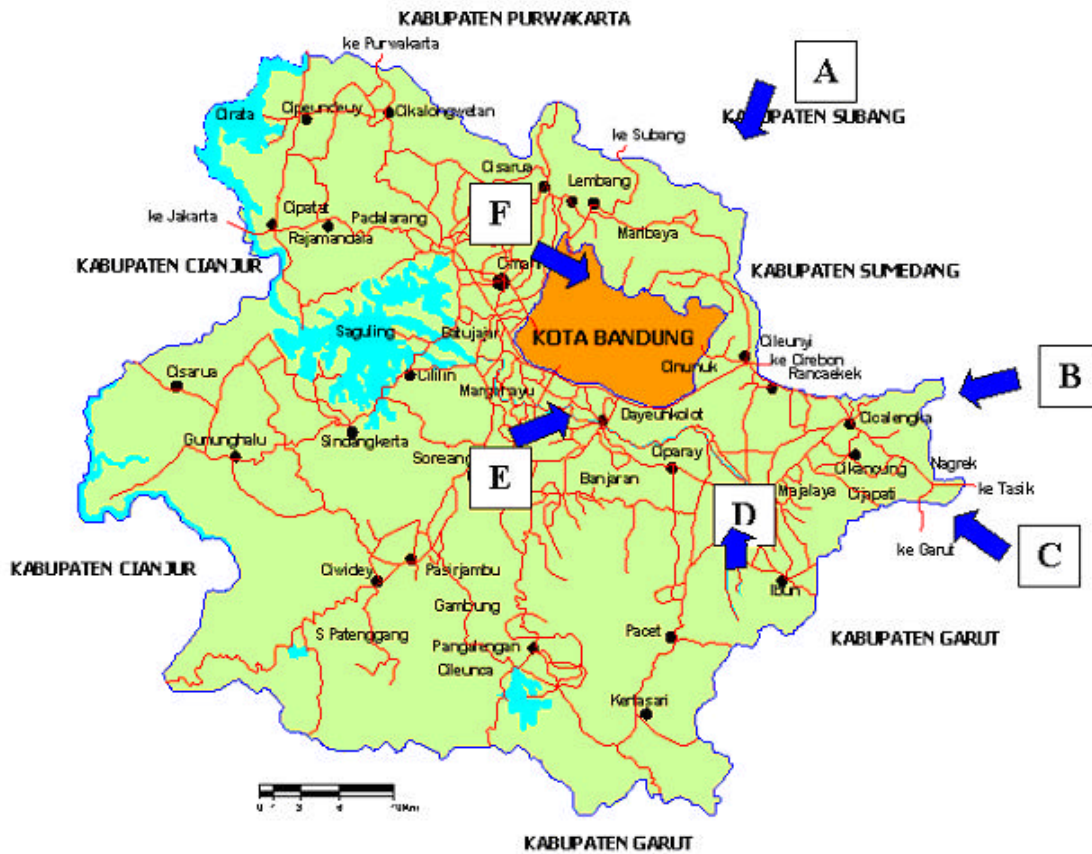 KABUPATEN PURWAKARTA
ke Purwakarta
A
KABUPATEN SUBANG
Cirata
Cipeundeuy
Cikalongwetan
ke Subang
Cisarua
Lembang
F
Cipatat
Padalarang
ke Jakarta
Rajamandala
Maribaya
KABUPATEN CIANJUR
KABUPATEN SUMEDANG
Saguling
Batujajar
KOTA BANDUNG
Cileunyi
ke Cirebon
Cinunuk
Rancaekek
B
Cisarua
Cililin
Margahayu
Dayeuhkolot
Cicalengka
Gununghalu
Sindangkerta
Soreang
E
Ciparay
Banjaran
Cikancung
Nagrek
ke Tasik
Majalaya
Cijapati
D
ke Garut
C
KABUPATEN CIANJUR
Ciwidey
Pasirjambu
Ibun
Gambung
S Patenggang
Pacet
KABUPATEN GARUT
Pangalengan
Cileunca
Kertasari
KABUPATEN GARUT